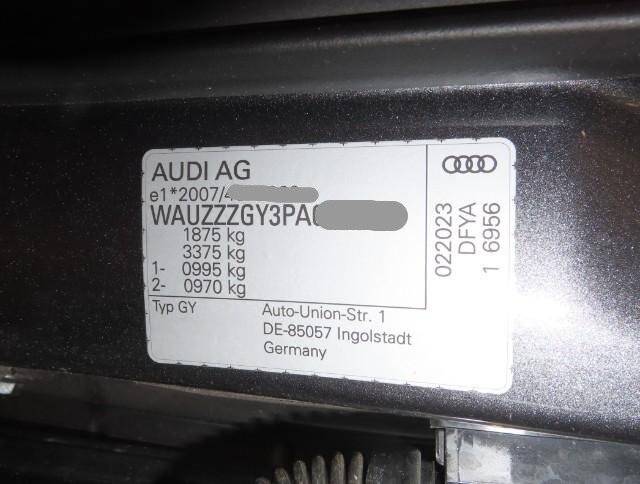 AUDI AG
e1*2007/4
WAUZZZGY3PA
1875 kg
3375 kg
1- 0995 kg
2- 0970 kg
Typ GY
Auto-Union-Str. 1
DE-85057 Ingolstadt
Germany
022023
DFYA
1 6956